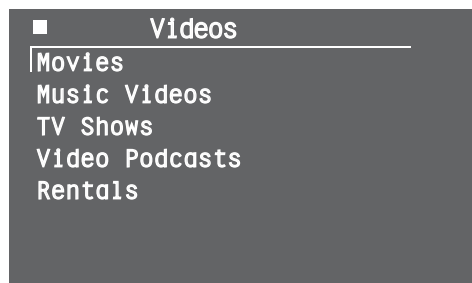 Videos
Movies
Music Videos
TV Shows
Video Podcasts
Rentals